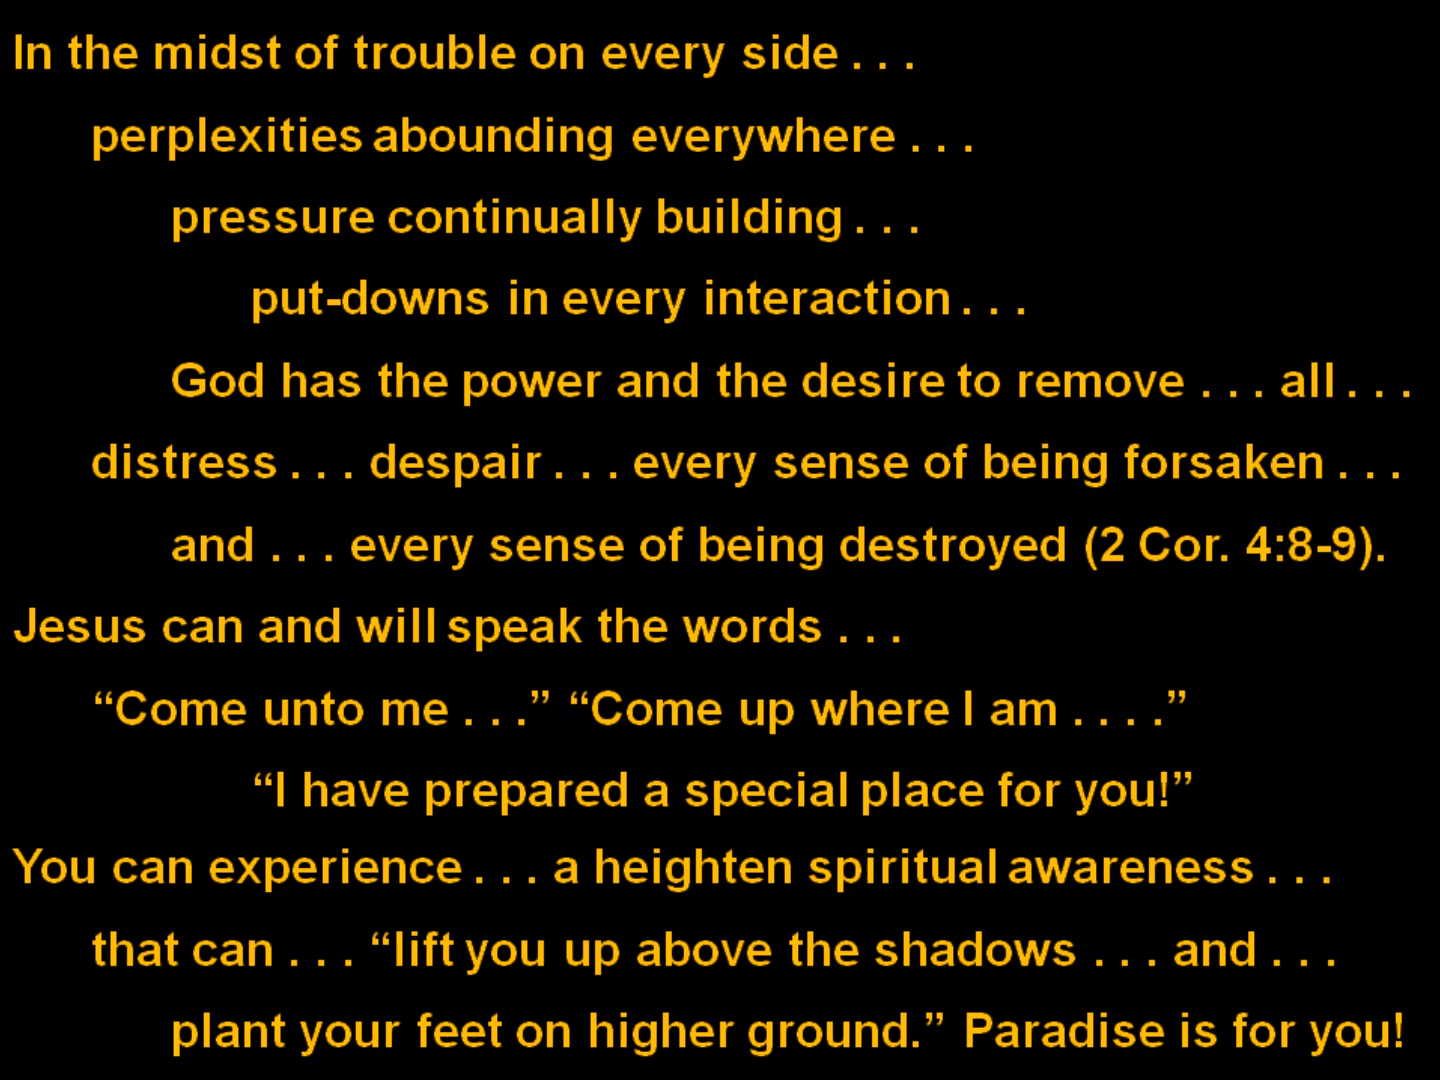 In the midst of trouble on every side . . .
perplexities abounding everywhere . . .
pressure continually building . . .
put-downs in every interaction . . .
God has the power and the desire to remove . . . all . . .
distress . . . despair . . . every sense of being forsaken . . .
and . . . every sense of being destroyed (2 Cor. 4:8-9).
Jesus can and will speak the words . . .
“Come unto me . . .” “Come up where I am . . . .”
“I have prepared a special place for you!”
You can experience . . . a heighten spiritual awareness . . .
that can . . . “lift you up above the shadows . . . and . . .
plant your feet on higher ground.” Paradise is for you!